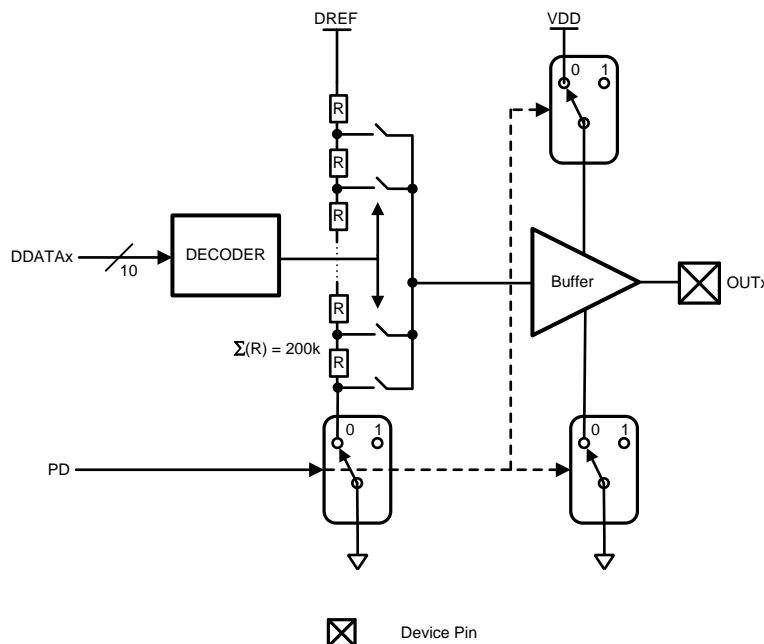 DREF
VDD
0 1
R
R
R
DDATAx
10
DECODER
Buffer
OUTx
R
Σ(R) = 200k
R
0 1
0 1
PD
Device Pin